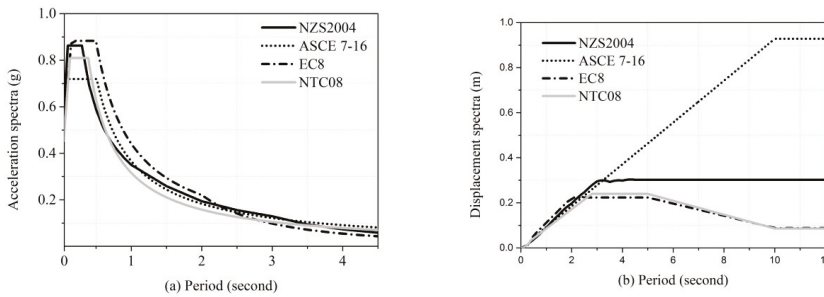 1.0
0.8
0.6
0.4
0.2
0
1
2
3
4
Acceleration spectra (g)
NZS2004
ASCE 7-16
EC8
NTC08
(a) Period (second)
1.0
0.8
0.6
0.4
0.2
0.0
0
2
4
6
8
10
Displacement spectra (m)
NZS2004
ASCE 7-16
EC8
NTC08
(b) Period (second)